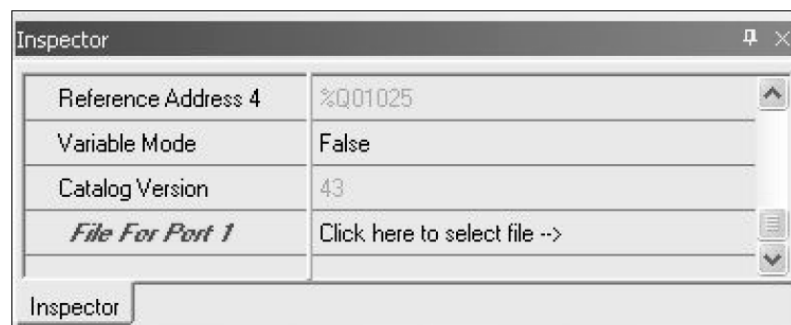 Inspector
Reference Address 4 %Q01025
Variable Mode False
Catalog Version 43
File For Port 1 Click here to select file -->
Inspector